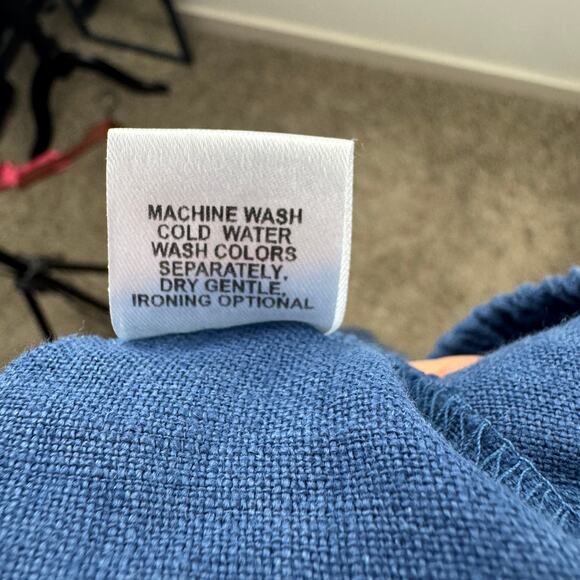 MACHINE WASH
COLD WATER
WASH COLORS
SEPARATELY,
DRY GENTLE,
IRONING OPTIONAL